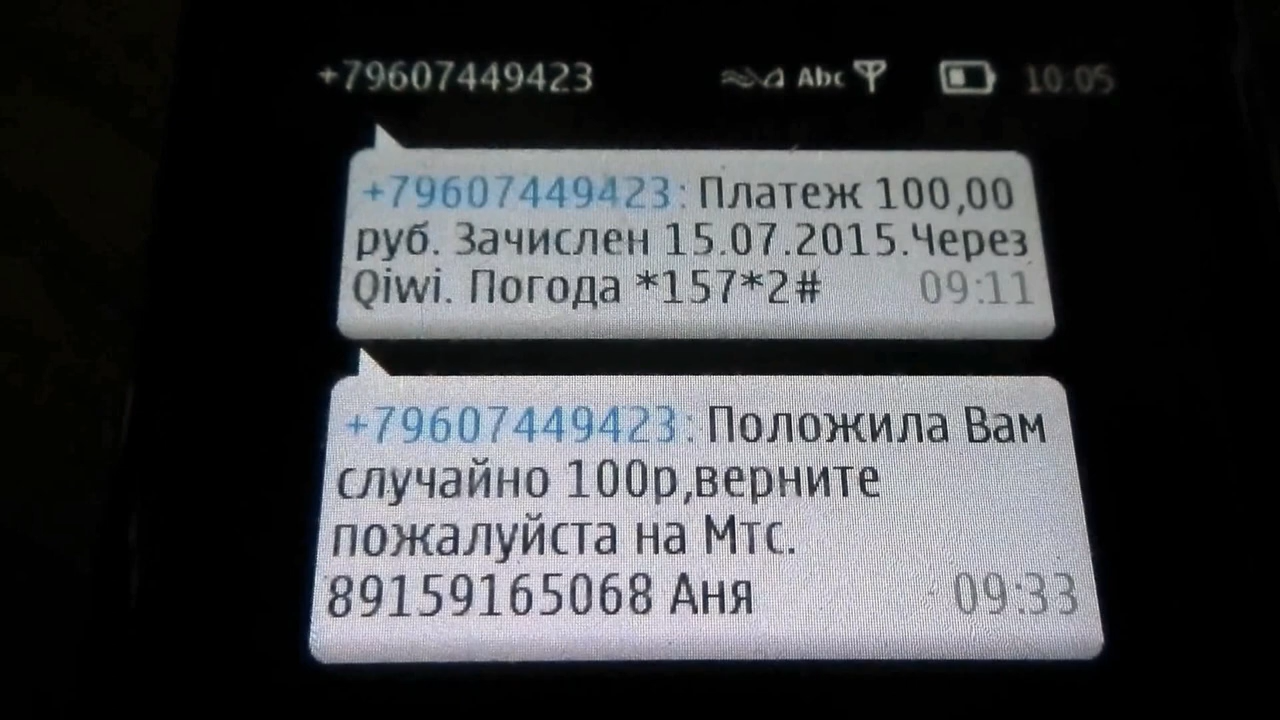 +79607449423 Abc 10:05
+79607449423: Платеж 100,00
руб. Зачислен 15.07.2015.Через
Qiwi. Погода *157*2# 09:11
+79607449423: Положила Вам
случайно 100р,верните
пожалуйста на Мтс.
89159165068 Аня 09:33